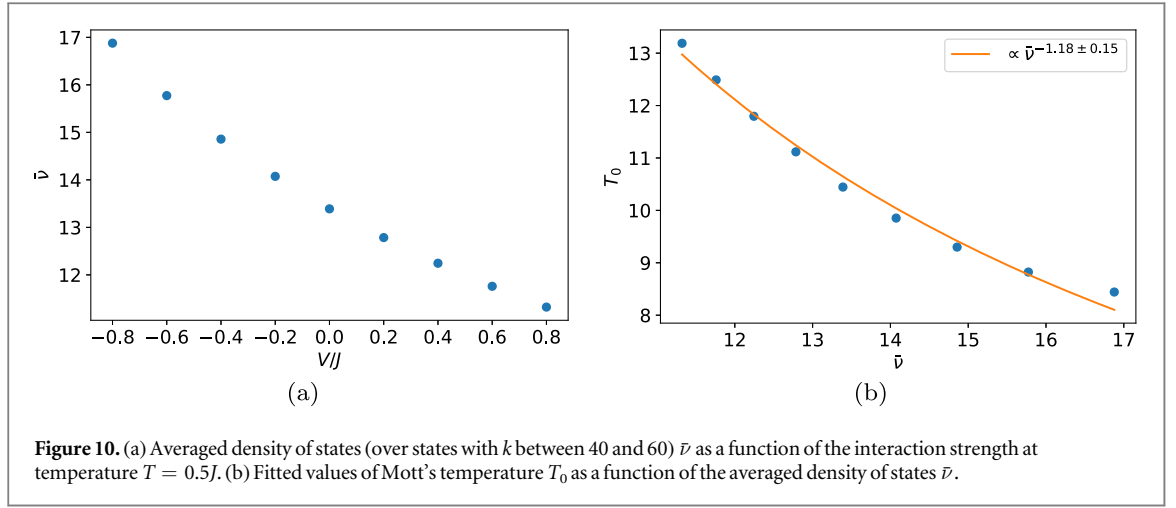 17
16
15
14
13
12
ν̄
−0.8 −0.6 −0.4 −0.2 0.0 0.2 0.4 0.6 0.8
V/J
(a)
13
12
11
10
9
8
T₀
∝ ν̄^−1.18 ± 0.15
12 13 14 15 16 17
ν̄
(b)
Figure 10. (a) Averaged density of states (over states with k between 40 and 60) ν̄ as a function of the interaction strength at
temperature T = 0.5J. (b) Fitted values of Mott's temperature T₀ as a function of the averaged density of states ν̄.